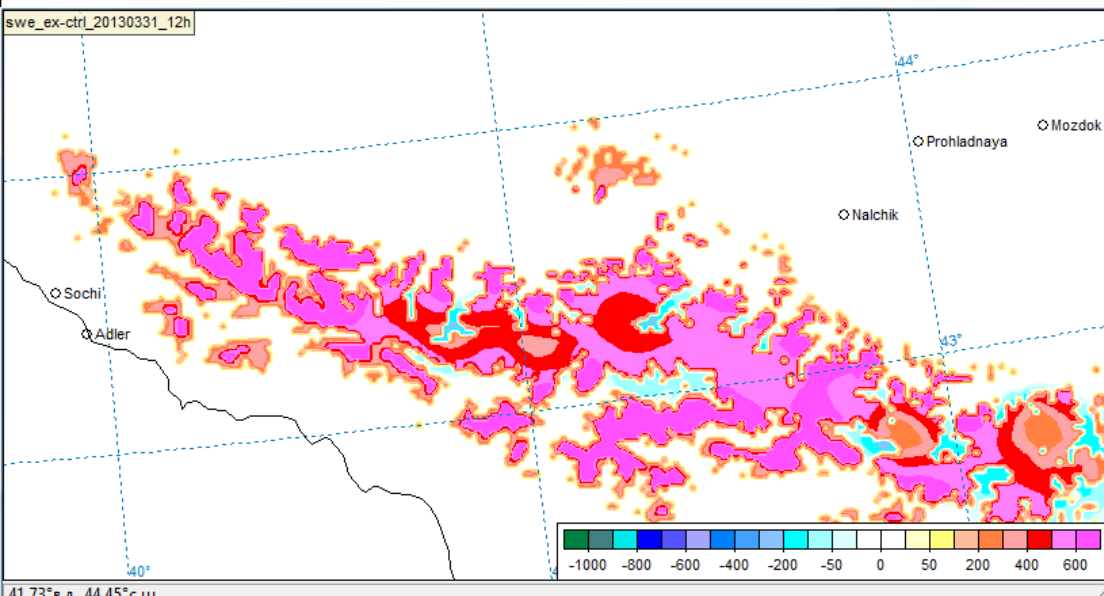 swe_ex-ctrl_20130331_12h
44°
Mozdok
Prohladnaya
Nalchik
Sochi
Adler
43°
-1000 -800 -600 -400 -200 -50 0 50 200 400 600
40°
41.73°в.д. 44.45°с.ш.